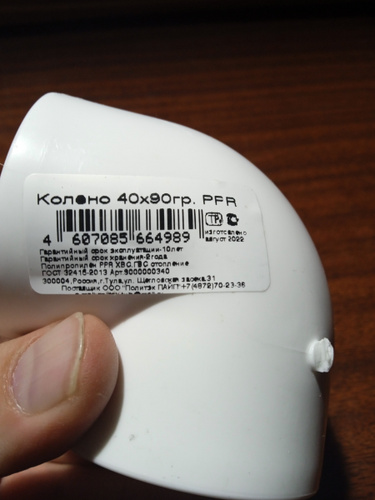 Колено 40х90гр. PPR
4 607085 664989
изготовлено
август 2022
Гарантийный срок эксплуатации-10лет
Гарантийный срок хранения-2года
Полипропилен PPR ХВС,ГВС отопление
ГОСТ 32415-2013 Арт.9000000340
300004,Россия,г.Тула,ул. Щегловская засека,31
Поставщик ООО "Политэк ПАЙП"+7(4872)70-23-36